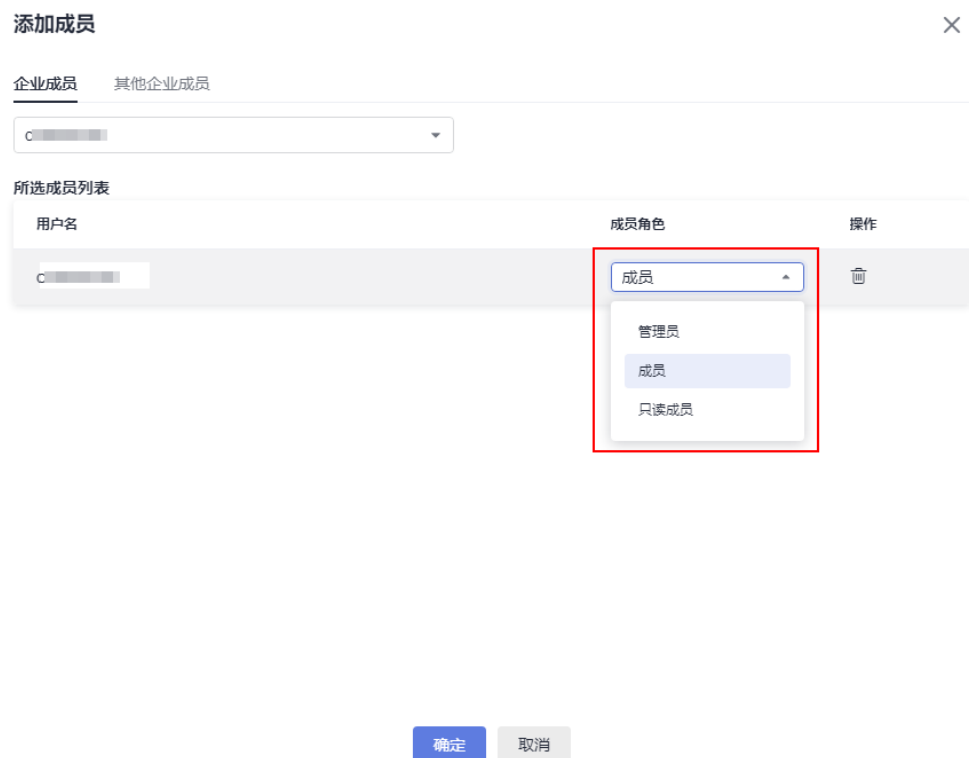 添加成员
企业成员 其他企业成员
所选成员列表
用户名 成员角色 操作
成员
管理员
成员
只读成员
确定 取消